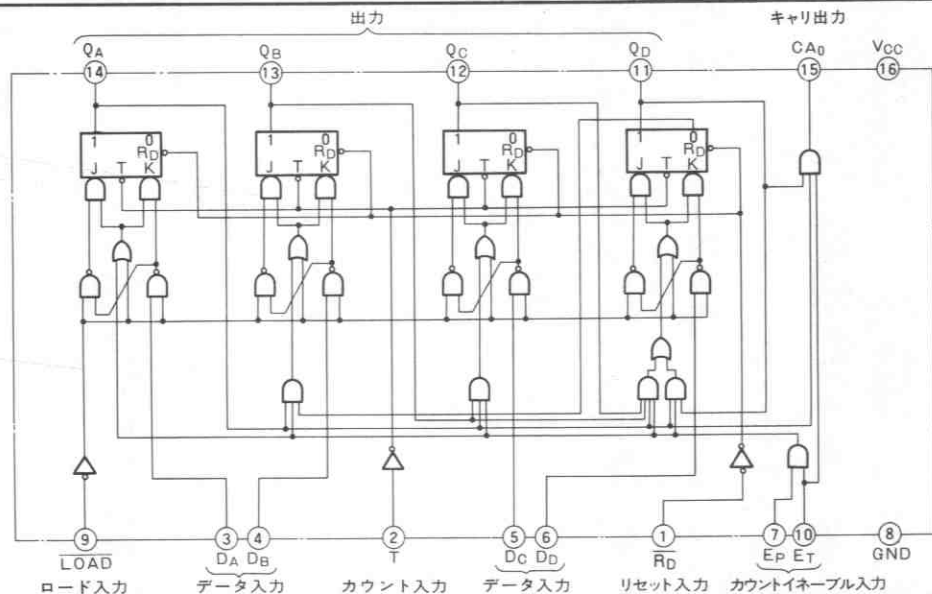 出力
キャリ出力
QA QB QC QD CAO VCC
14 13 12 11 15 16
1 0 1 0 1 0 1 0
RD RD RD RD
J T K J T K J T K J T K
9 3 4 2 5 6 1 7 10 8
LOAD DA DB T DC DD RD EP ET GND
ロード入力 データ入力 カウント入力 データ入力 リセット入力 カウントイネーブル入力